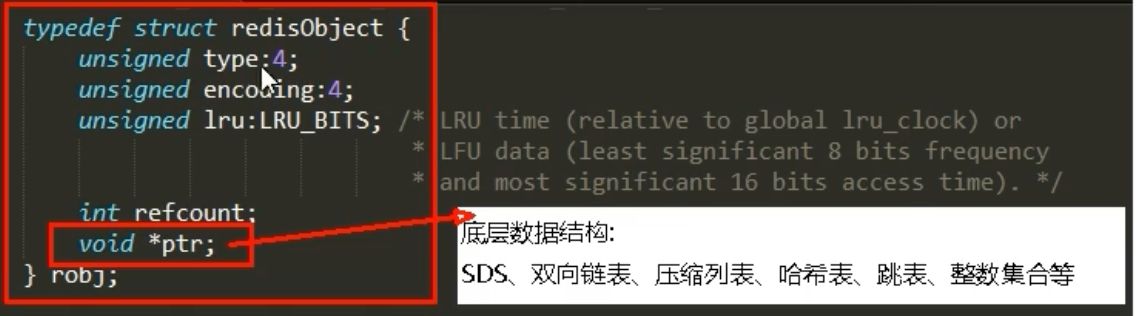 typedef struct redisObject {
unsigned type:4;
unsigned encoding:4;
unsigned lru:LRU_BITS; /* LRU time (relative to global lru_clock) or
* LFU data (least significant 8 bits frequency
* and most significant 16 bits access time). */
int refcount;
void *ptr;
} robj;
底层数据结构:
SDS、双向链表、压缩列表、哈希表、跳表、整数集合等